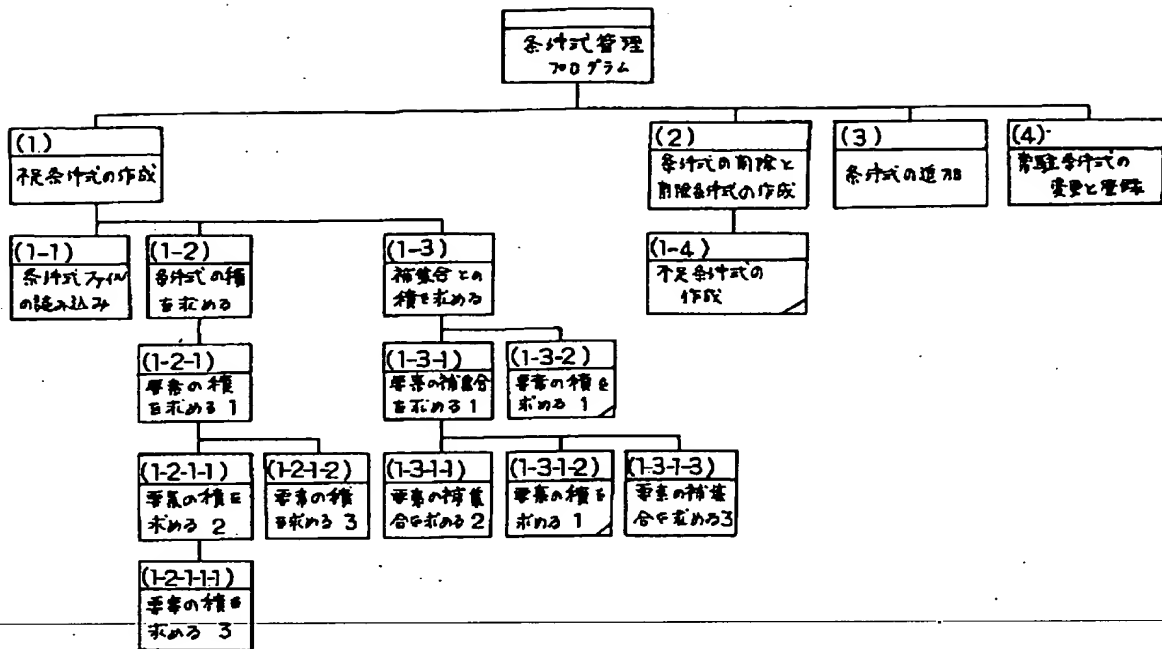 条件式管理
プログラム
(1.)
不足条件式の作成
(2)
条件式の削除と
削除条件式の作成
(3)
条件式の追加
(4)
常駐条件式の
変更と登録
(1-1)
条件式ファイル
の読み込み
(1-2)
条件式の積
を求める
(1-3)
補集合との
積を求める
(1-4)
不足条件式の
作成
(1-2-1)
要素の積
を求める 1
(1-3-1)
要素の補集合
を求める 1
(1-3-2)
要素の積を
求める 1
(1-2-1-1)
要素の積を
求める 2
(1-2-1-2)
要素の積
を求める 3
(1-3-1-1)
要素の補集
合を求める 2
(1-3-1-2)
要素の積を
求める 1
(1-3-1-3)
要素の補集
合を求める3
(1-2-1-1-1)
要素の積を
求める 3